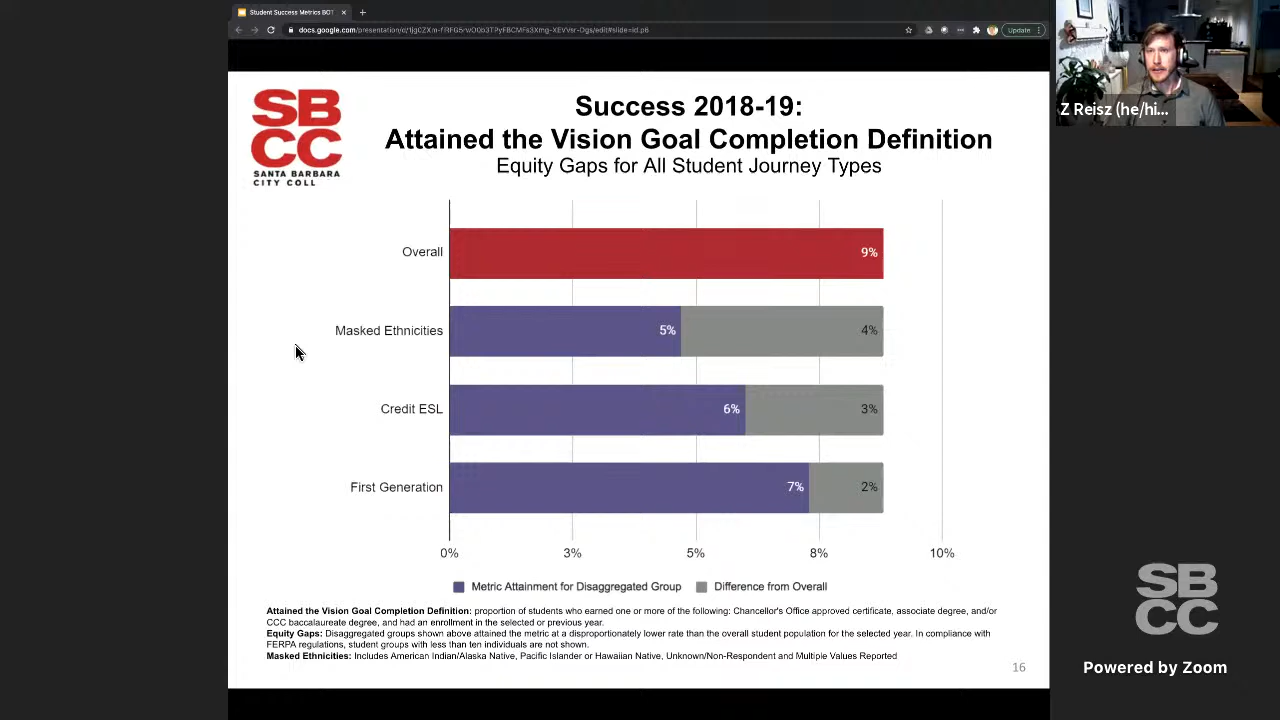 Student Success Metrics BOT
docs.google.com
Update
SB
CC
SANTA BARBARA
CITY COLL
Success 2018-19:
Attained the Vision Goal Completion Definition
Equity Gaps for All Student Journey Types
Overall
9%
Masked Ethnicities
5%
4%
Credit ESL
6%
3%
First Generation
7%
2%
0%
3%
5%
8%
10%
Metric Attainment for Disaggregated Group
Difference from Overall
Attained the Vision Goal Completion Definition: proportion of students who earned one or more of the following: Chancellor's Office approved certificate, associate degree, and/or
CCC baccalaureate degree, and had an enrollment in the selected or previous year.
Equity Gaps: Disaggregated groups shown above attained the metric at a disproportionately lower rate than the overall student population for the selected year. In compliance with
FERPA regulations, student groups with less than ten individuals are not shown.
Masked Ethnicities: Includes American Indian/Alaska Native, Pacific Islander or Hawaiian Native, Unknown/Non-Respondent and Multiple Values Reported
16
Z Reisz (he/hi...
SB
CC
Powered by Zoom